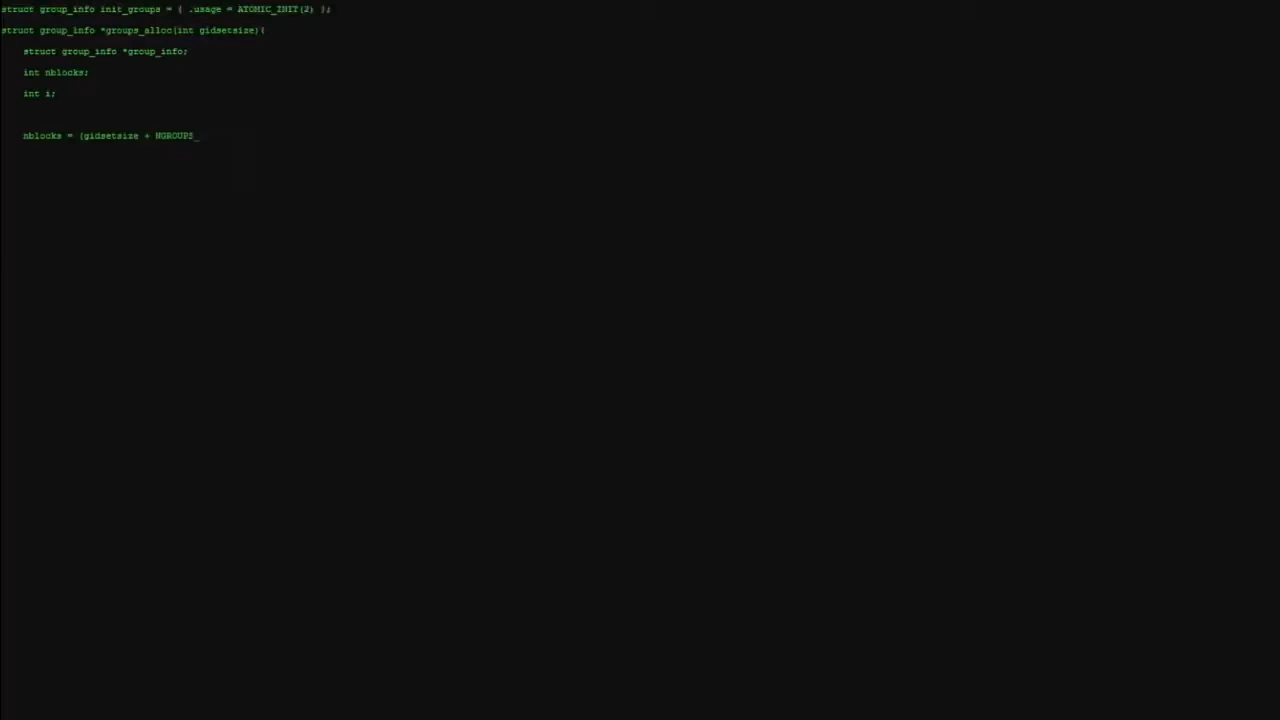 struct group_info init_groups = { .usage = ATOMIC_INIT(2) };
struct group_info *groups_alloc(int gidsetsize){
struct group_info *group_info;
int nblocks;
int i;
nblocks = (gidsetsize + NGROUPS_